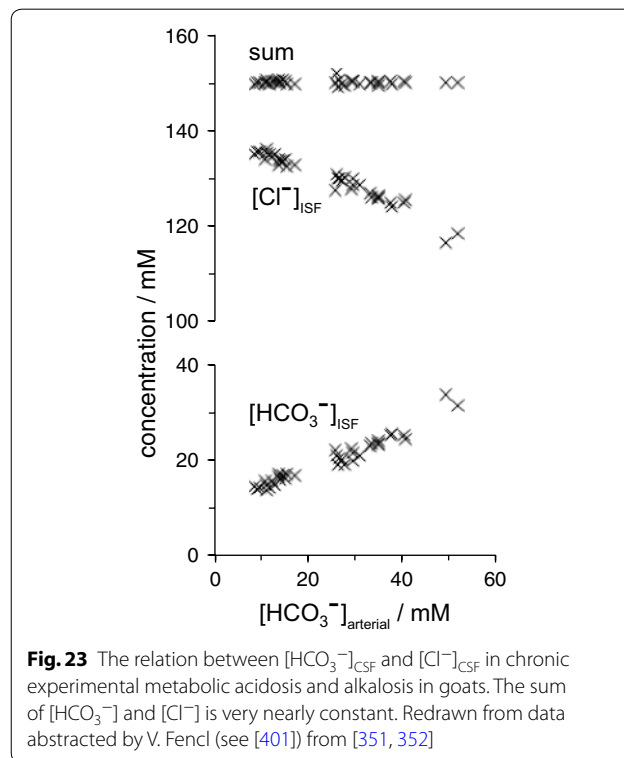 160
sum
140
[Cl⁻]ISF
120
100
concentration / mM
40
[HCO₃⁻]ISF
20
0
0 20 40 60
[HCO₃⁻]arterial / mM
Fig. 23 The relation between [HCO₃⁻]CSF and [Cl⁻]CSF in chronic
experimental metabolic acidosis and alkalosis in goats. The sum
of [HCO₃⁻] and [Cl⁻] is very nearly constant. Redrawn from data
abstracted by V. Fencl (see [401]) from [351, 352]